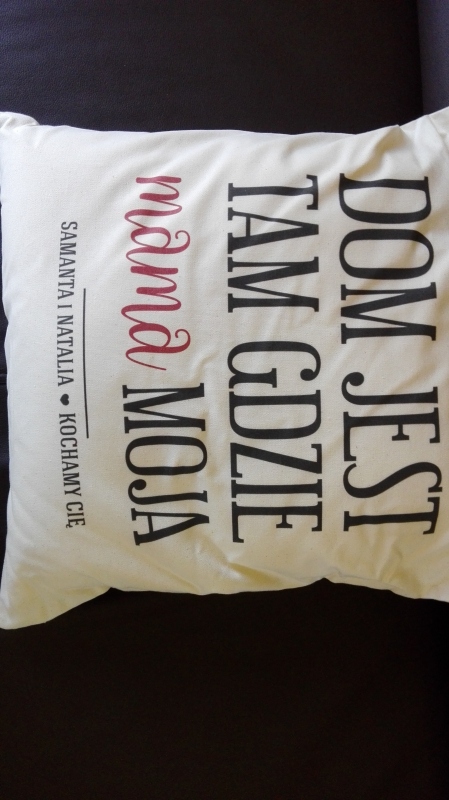 DOM JEST
TAM GDZIE
mama MOJA
SAMANTA I NATALIA ♥ KOCHAMY CIĘ